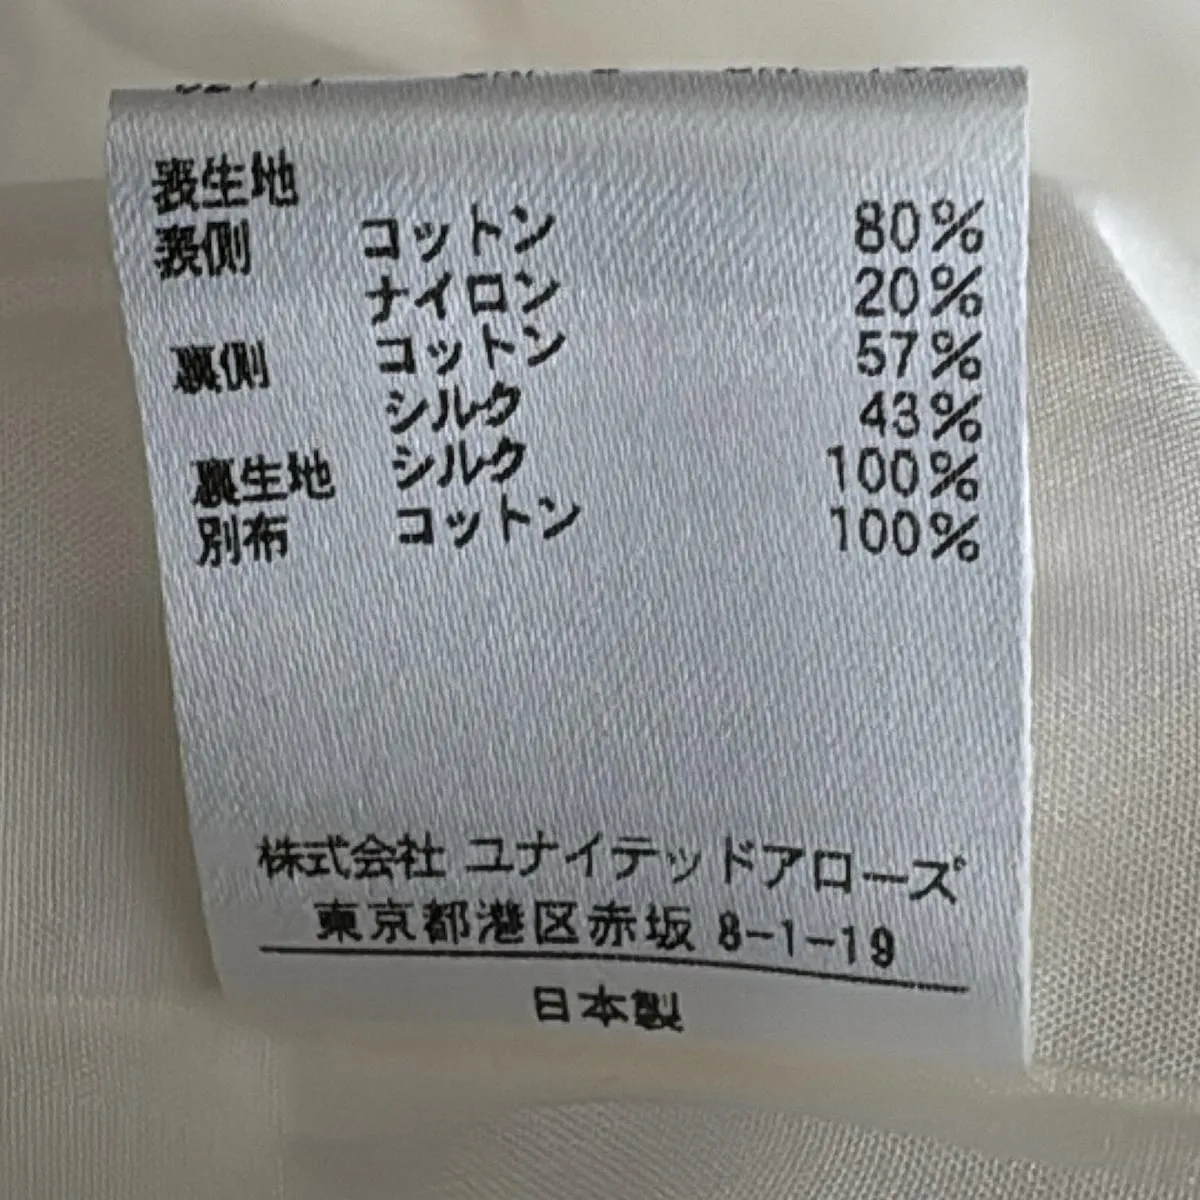 表生地
表側 コットン 80%
ナイロン 20%
裏側 コットン 57%
シルク 43%
裏生地 シルク 100%
別布 コットン 100%
株式会社 ユナイテッドアローズ
東京都港区赤坂 8-1-19
日本製